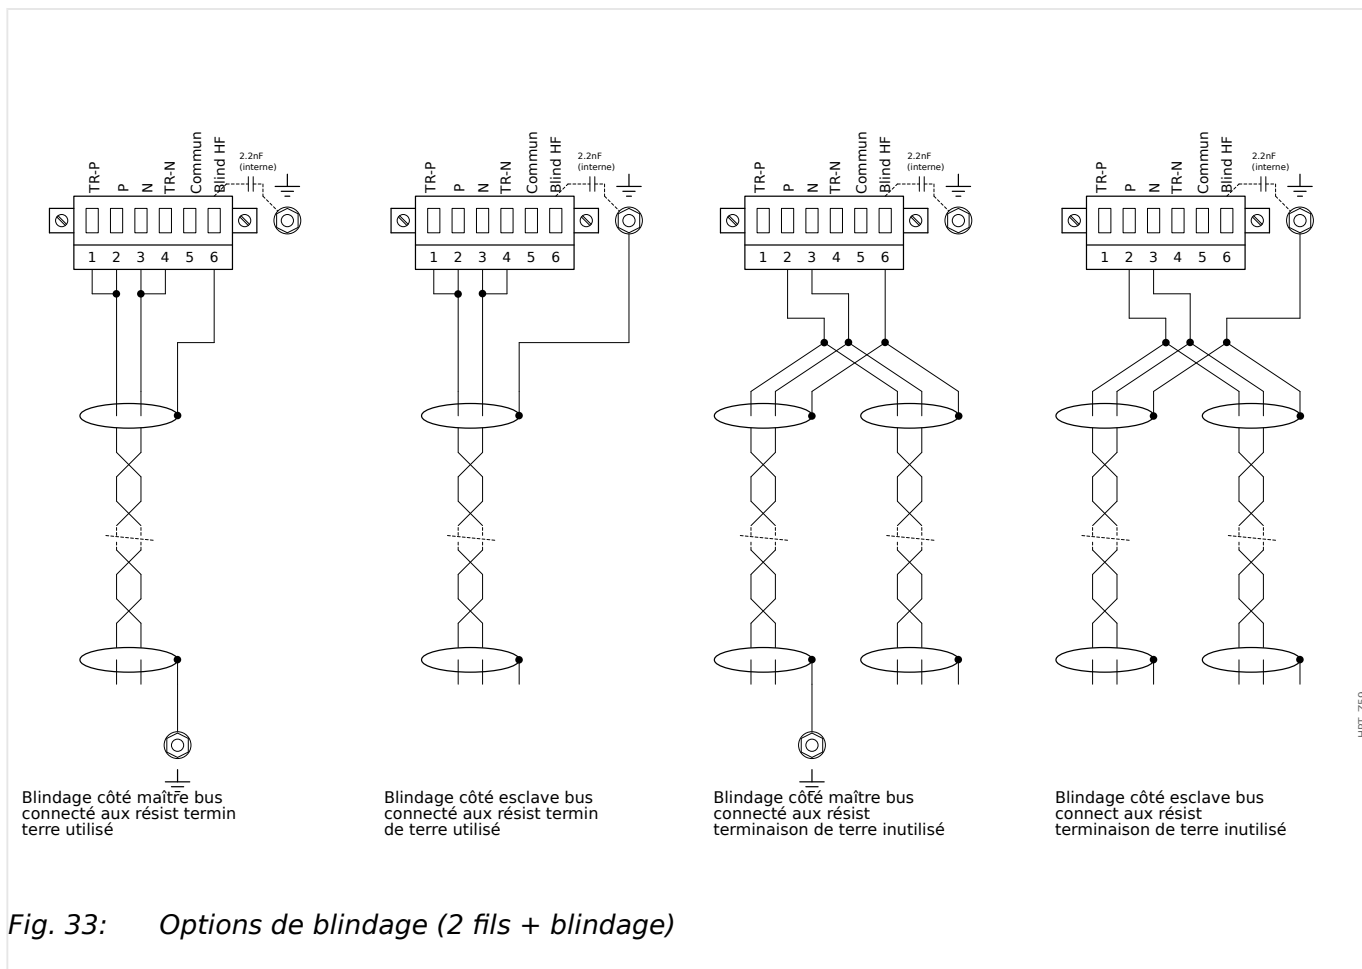 TR-P
P
N
TR-N
Commun
Blind HF
2.2nF
(interne)
1 2 3 4 5 6
TR-P
P
N
TR-N
Commun
Blind HF
2.2nF
(interne)
1 2 3 4 5 6
TR-P
P
N
TR-N
Commun
Blind HF
2.2nF
(interne)
1 2 3 4 5 6
TR-P
P
N
TR-N
Commun
Blind HF
2.2nF
(interne)
1 2 3 4 5 6
Blindage côté maître bus
connecté aux résist termin
terre utilisé
Blindage côté esclave bus
connecté aux résist termin
de terre utilisé
Blindage côté maître bus
connecté aux résist
terminaison de terre inutilisé
Blindage côté esclave bus
connect aux résist
terminaison de terre inutilisé
Fig. 33: Options de blindage (2 fils + blindage)